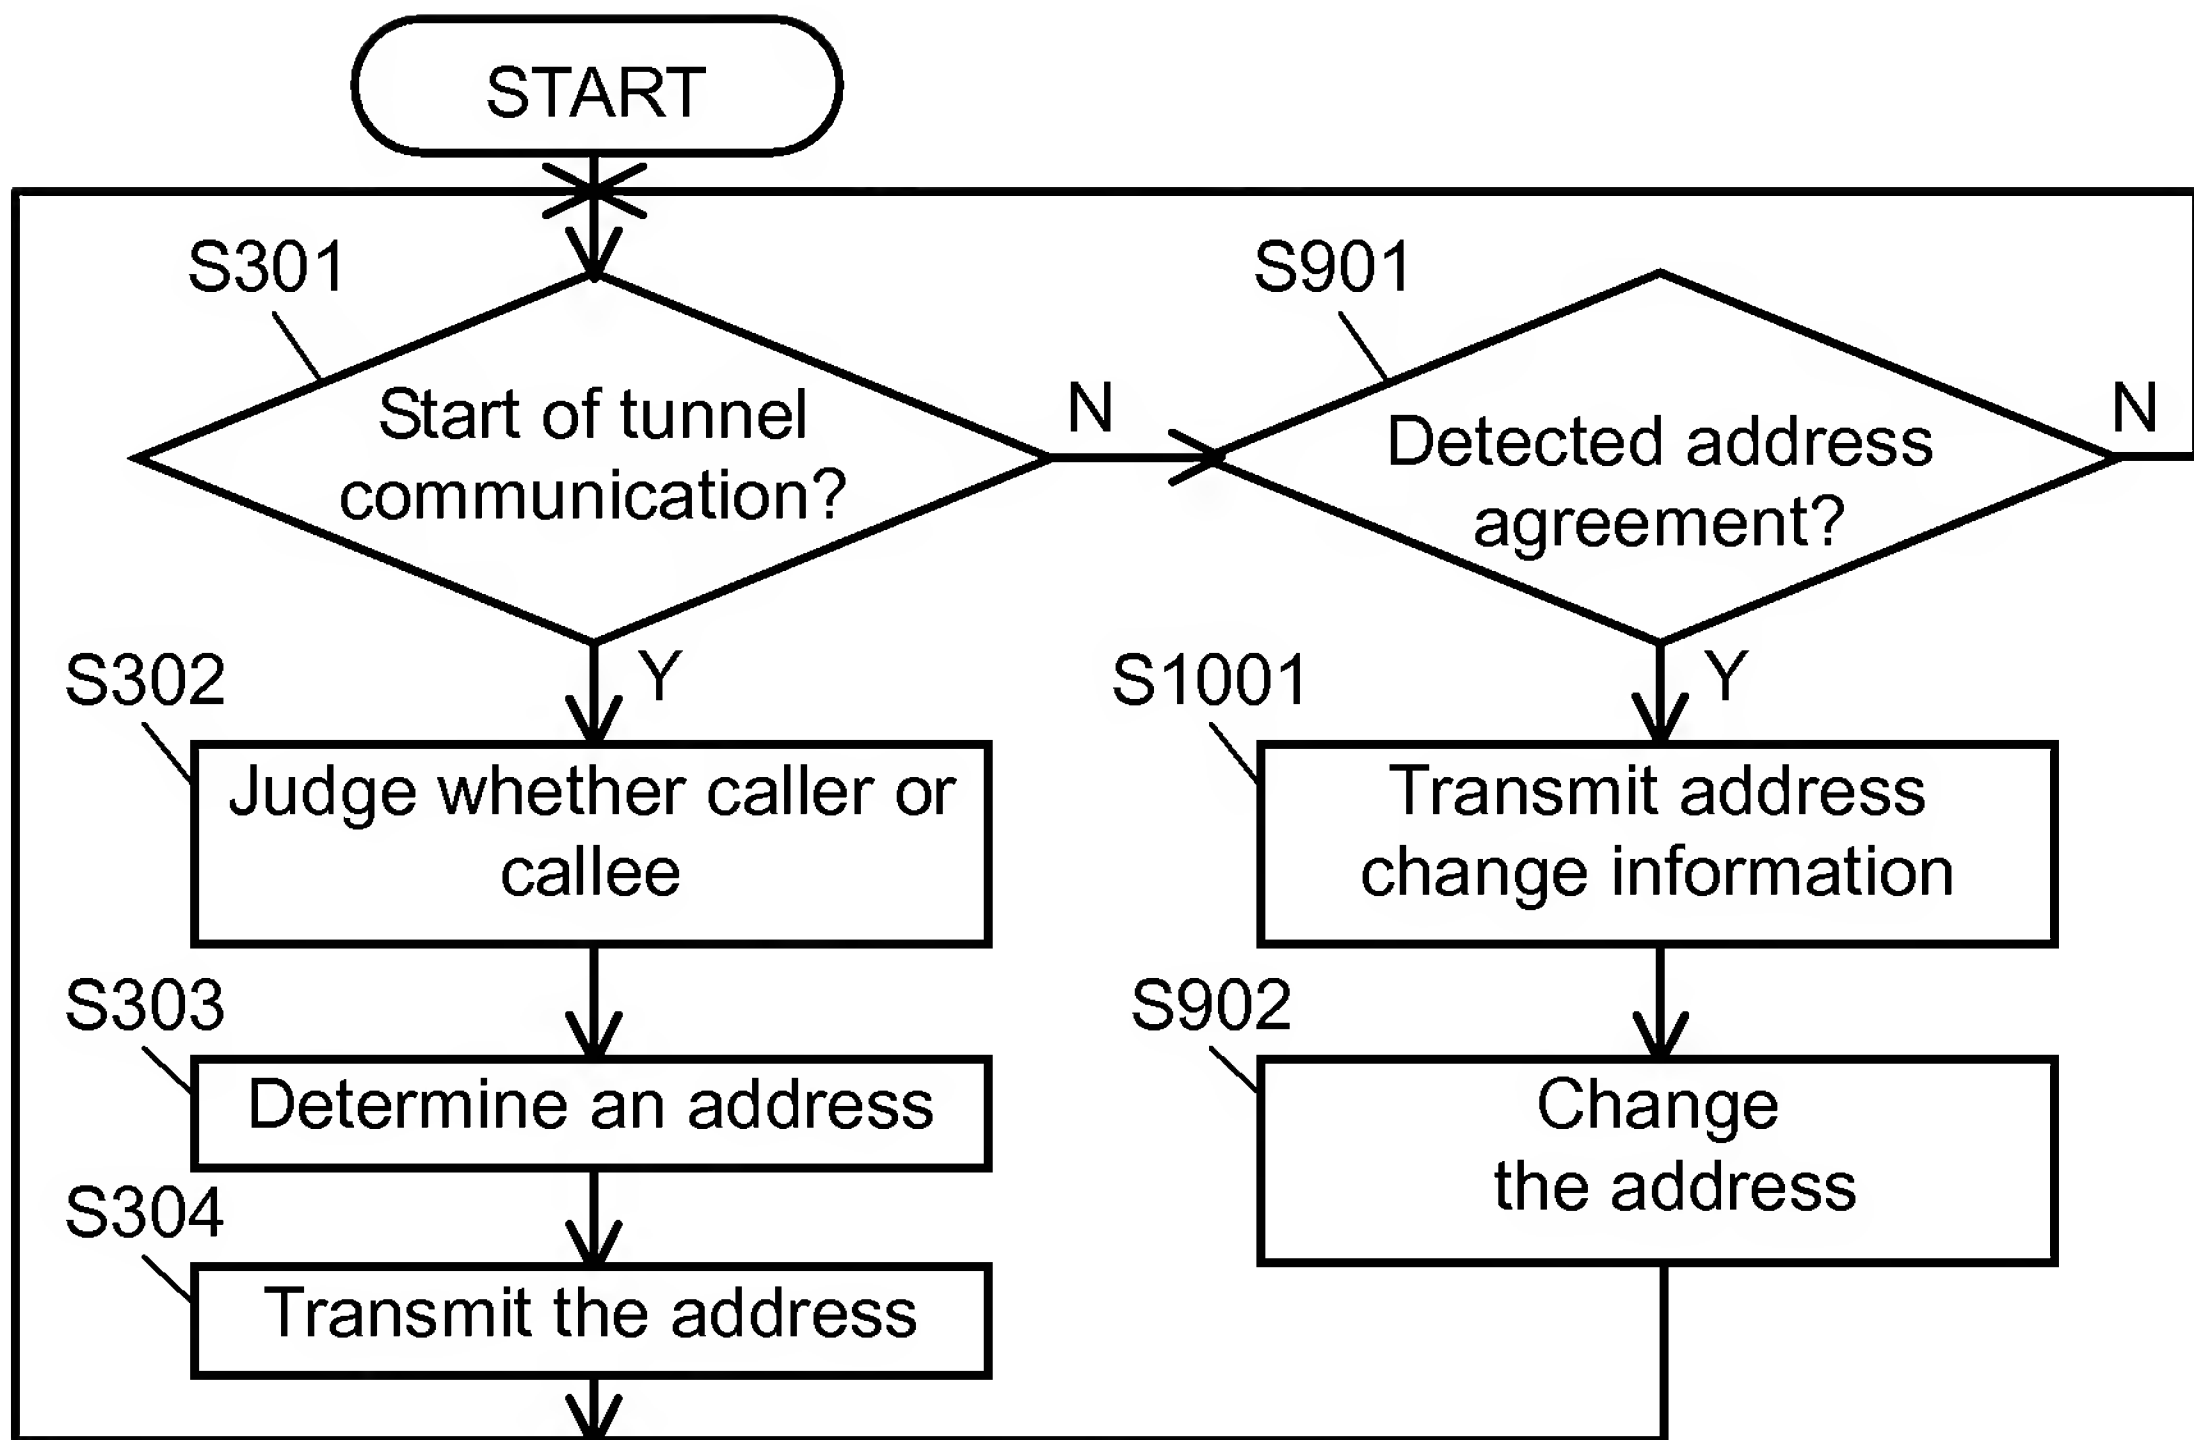 START
S301
Start of tunnel
communication?
N
Y
S901
Detected address
agreement?
N
Y
S302
Judge whether caller or
callee
S303
Determine an address
S304
Transmit the address
S1001
Transmit address
change information
S902
Change
the address